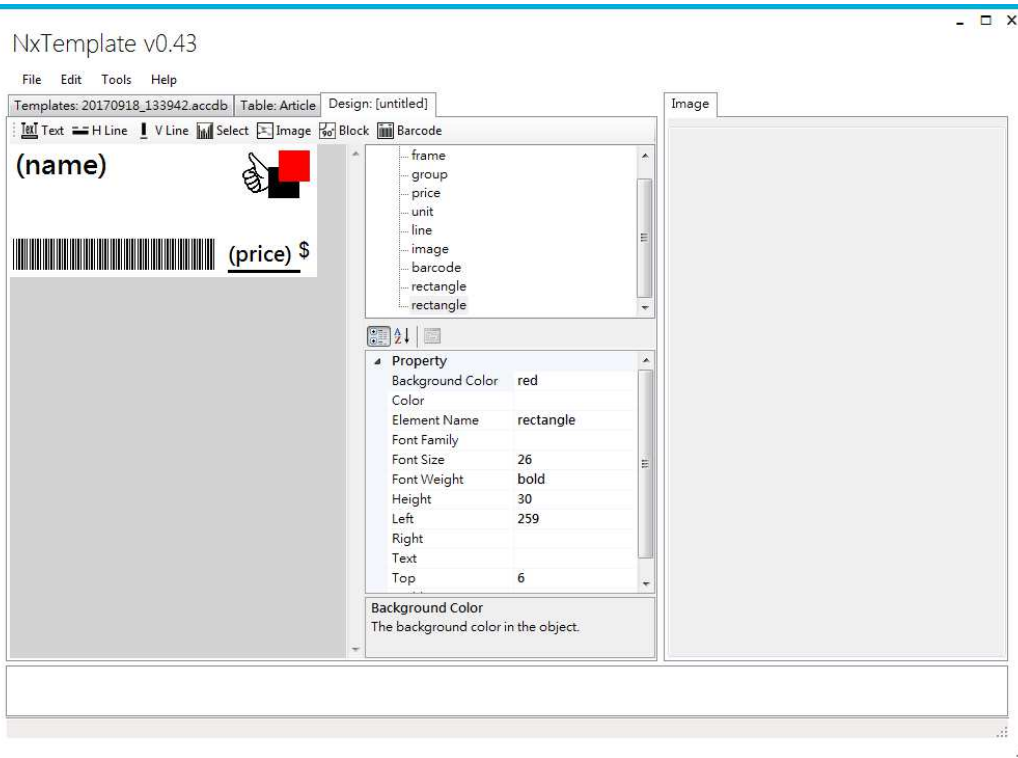 NxTemplate v0.43
File Edit Tools Help
Templates: 20170918_133942.accdb Table: Article Design: [untitled] Image
Text H Line V Line Select Image Block Barcode
(name)
(price) $
frame
group
price
unit
line
image
barcode
rectangle
rectangle
Property
Background Color red
Color
Element Name rectangle
Font Family
Font Size 26
Font Weight bold
Height 30
Left 259
Right
Text
Top 6
Background Color
The background color in the object.